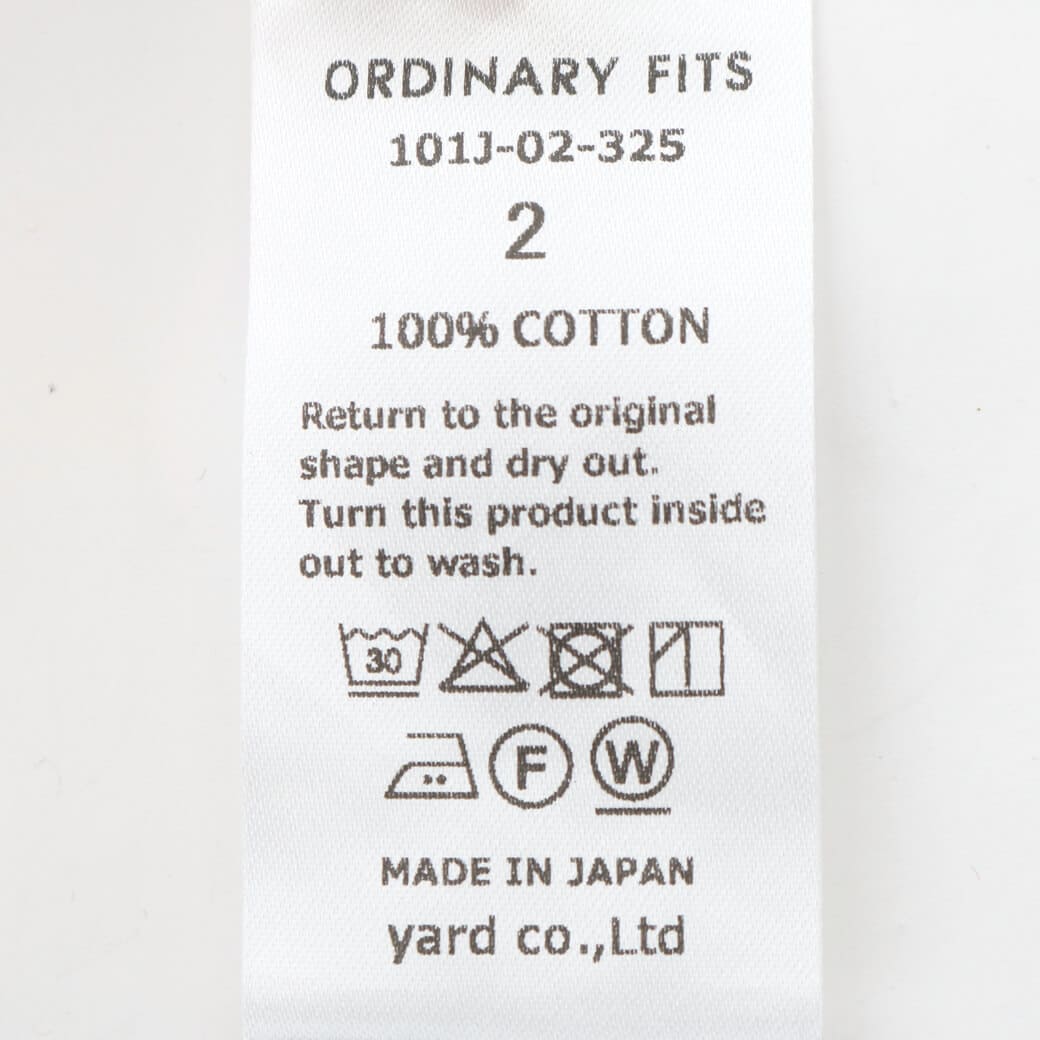 ORDINARY FITS
101J-02-325
2
100% COTTON
Return to the original
shape and dry out.
Turn this product inside
out to wash.
30
F W
MADE IN JAPAN
yard co.,Ltd